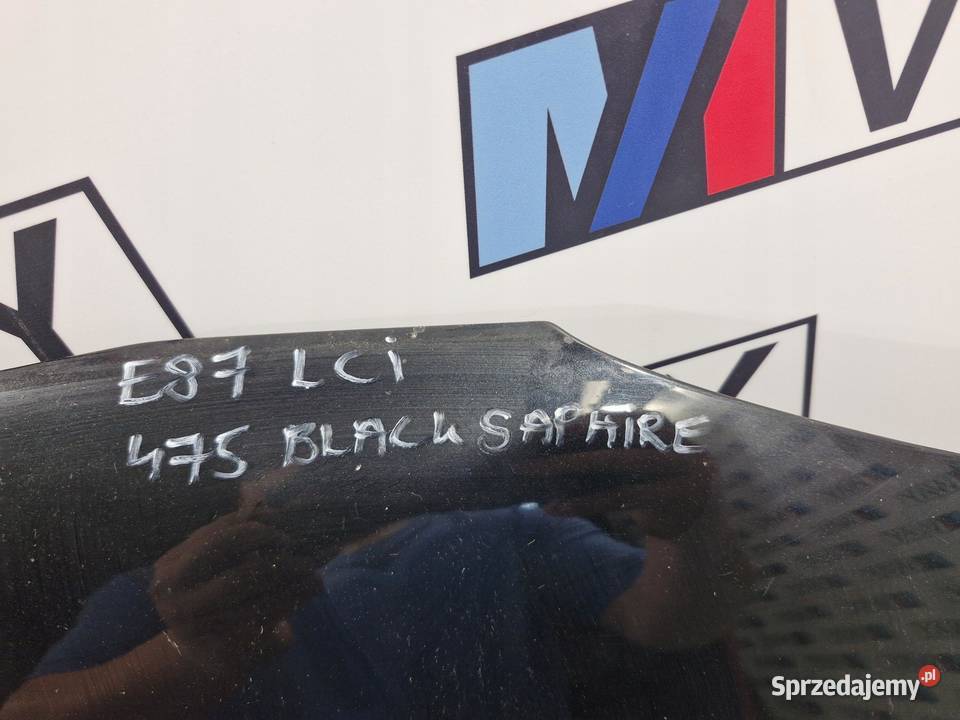 E87 LCi
475 BLACK SAPHIRE
Sprzedajemy.pl